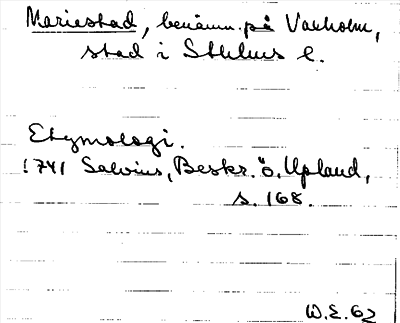 Mariestad, benämn. på Vaxholm,
stad i Sthlms l.
Etymologi.
1741 Salvius, Beskr. ö. Upland,
s. 168.
W.E. 62